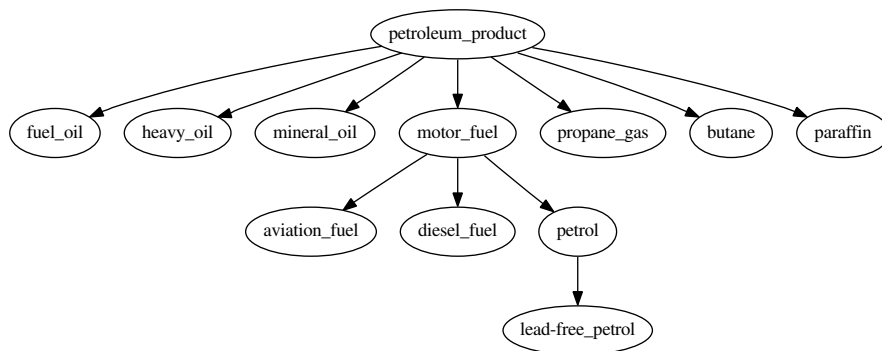 petroleum_product
fuel_oil
heavy_oil
mineral_oil
motor_fuel
propane_gas
butane
paraffin
aviation_fuel
diesel_fuel
petrol
lead-free_petrol